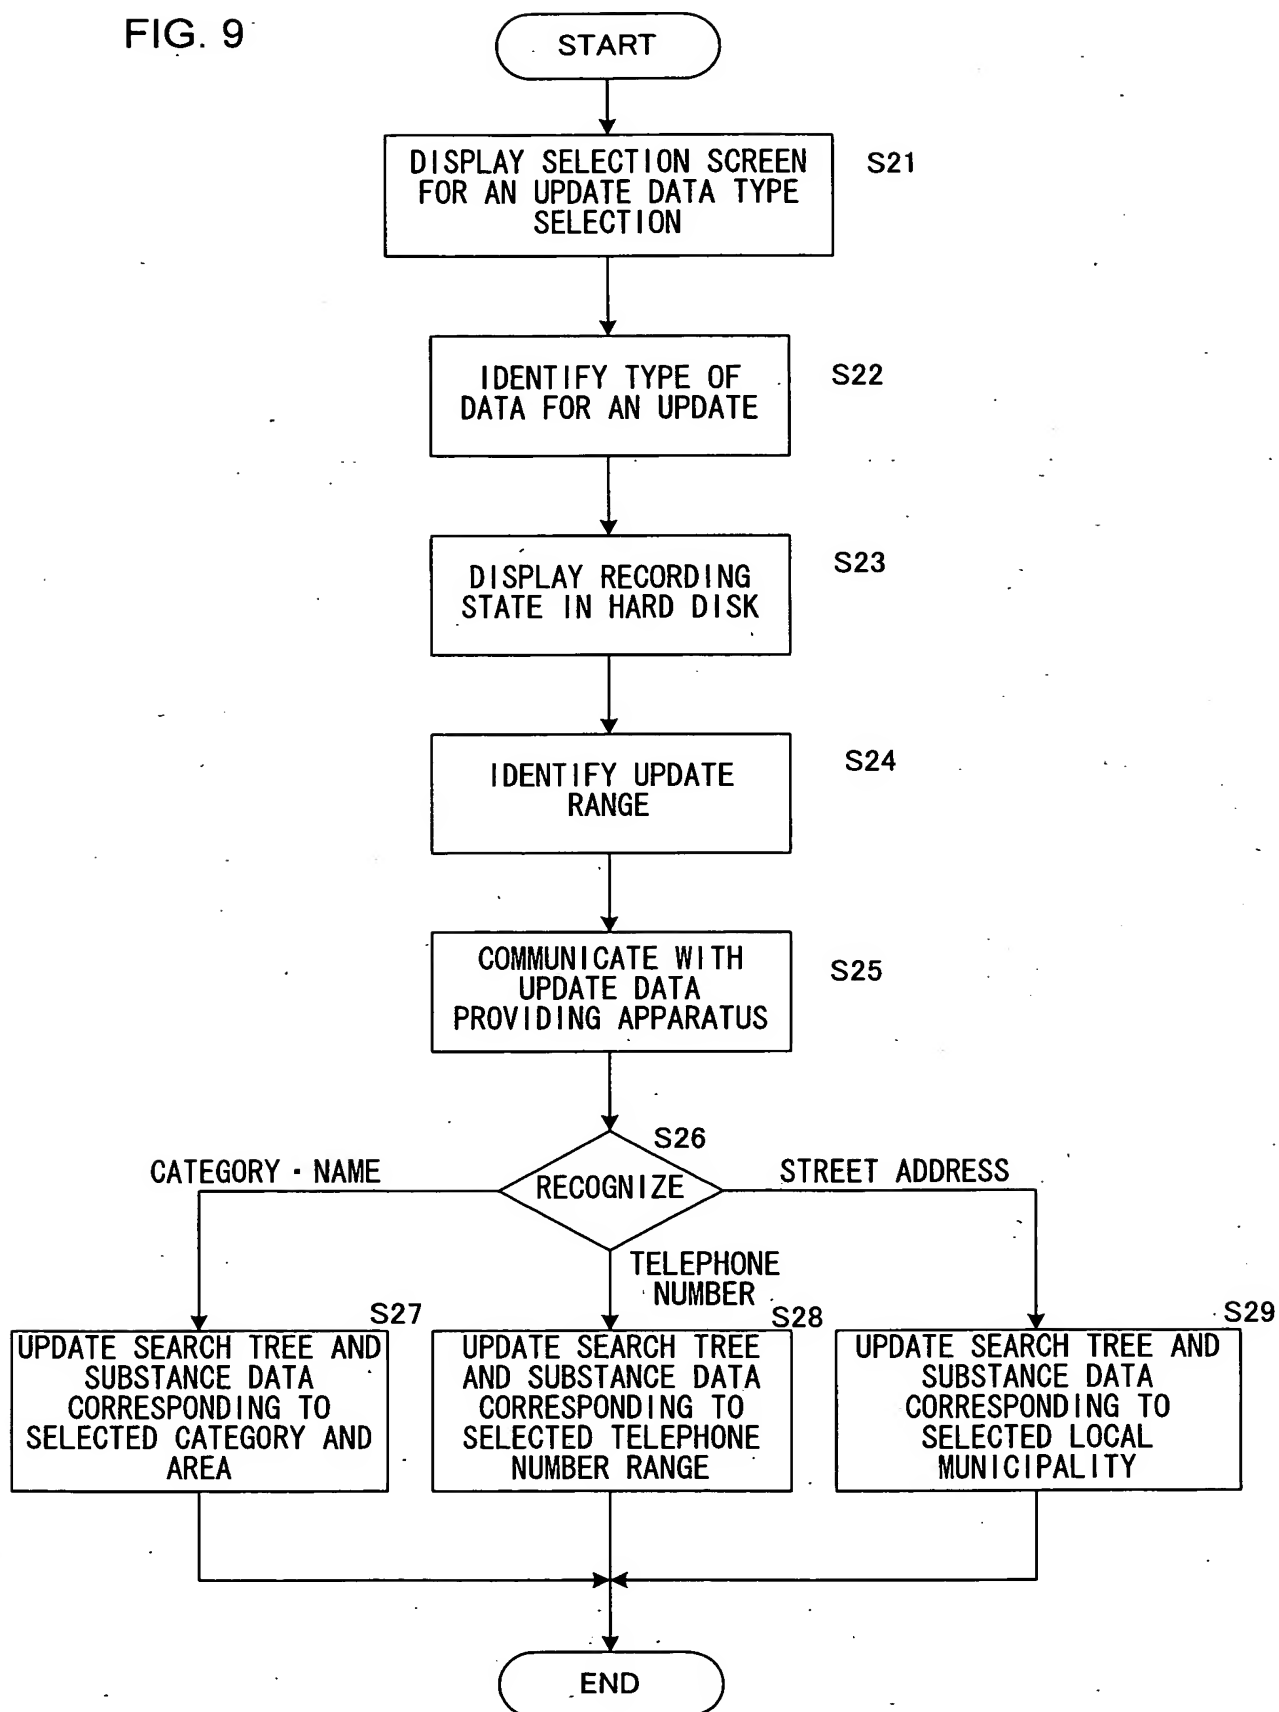 FIG. 9
START
DISPLAY SELECTION SCREEN
FOR AN UPDATE DATA TYPE
SELECTION
S21
IDENTIFY TYPE OF
DATA FOR AN UPDATE
S22
DISPLAY RECORDING
STATE IN HARD DISK
S23
IDENTIFY UPDATE
RANGE
S24
COMMUNICATE WITH
UPDATE DATA
PROVIDING APPARATUS
S25
S26
RECOGNIZE
CATEGORY · NAME
STREET ADDRESS
TELEPHONE
NUMBER
S27
UPDATE SEARCH TREE AND
SUBSTANCE DATA
CORRESPONDING TO
SELECTED CATEGORY AND
AREA
S28
UPDATE SEARCH TREE
AND SUBSTANCE DATA
CORRESPONDING TO
SELECTED TELEPHONE
NUMBER RANGE
S29
UPDATE SEARCH TREE AND
SUBSTANCE DATA
CORRESPONDING TO
SELECTED LOCAL
MUNICIPALITY
END